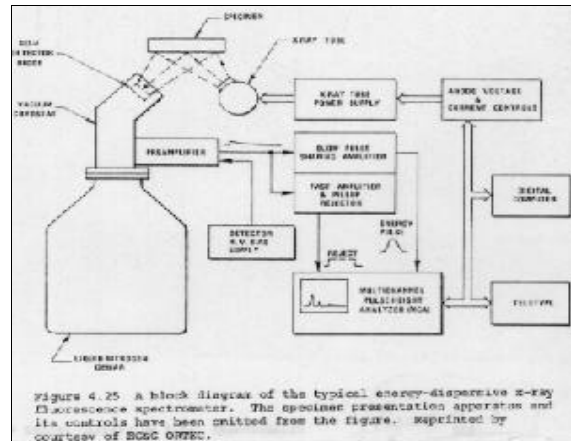 SPECIMEN
X-RAY TUBE
DETECTION
VACUUM
CRYOSTAT
PREAMPLIFIER
X-RAY TUBE
POWER SUPPLY
ANODE VOLTAGE
&
CURRENT CONTROLS
SLOW PULSE
SHAPING AMPLIFIER
FAST AMPLIFIER
& PILEUP
REJECTOR
DIGITAL
COMPUTER
DETECTOR
H.V. BIAS
SUPPLY
ENERGY
PULSE
REJECT
MULTICHANNEL
PULSE HEIGHT
ANALYZER (MCA)
TELETYPE
LIQUID NITROGEN
DEWAR
Figure 4.25 A block diagram of the typical energy-dispersive x-ray
fluorescence spectrometer. The specimen presentation apparatus and
its controls have been omitted from the figure. Reprinted by
courtesy of EG&G ORTEC.